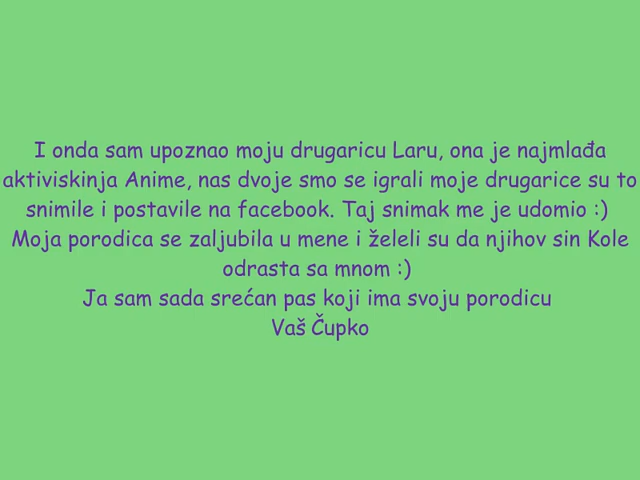 I onda sam upoznao moju drugaricu Laru, ona je najmlađa
aktiviskinja Anime, nas dvoje smo se igrali moje drugarice su to
snimile i postavile na facebook. Taj snimak me je udomio :)
Moja porodica se zaljubila u mene i želeli su da njihov sin Kole
odrasta sa mnom :)
Ja sam sada srećan pas koji ima svoju porodicu
Vaš Čupko